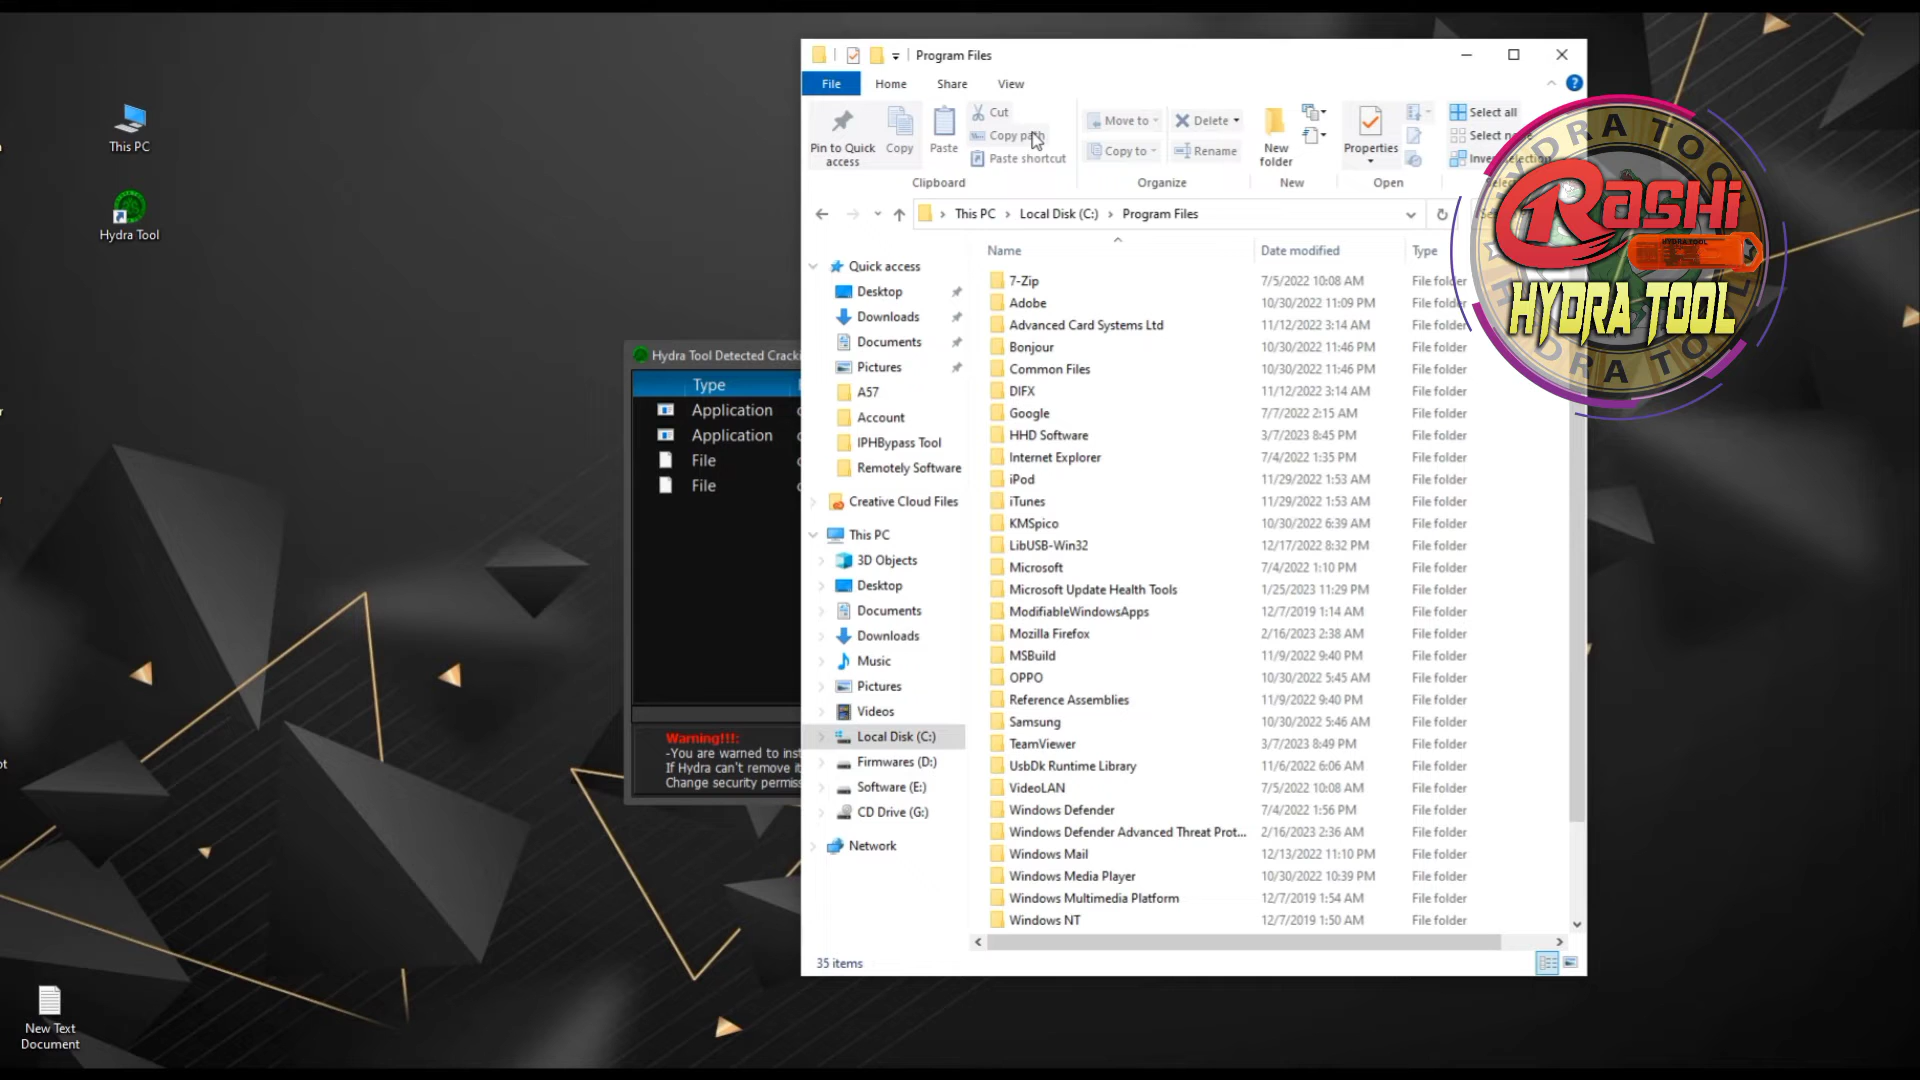 This PC
Hydra Tool
New Text
Document
Hydra Tool Detected Cracki
Type
Application
Application
File
File
Warning!!!:
-You are warned to inst
If Hydra can't remove it
Change security permiss
Program Files
File
Home
Share
View
Pin to Quick
access
Copy
Paste
Cut
Copy path
Paste shortcut
Clipboard
Move to
Copy to
Delete
Rename
Organize
New
folder
New
Properties
Open
Select all
Select none
Invert selection
This PC > Local Disk (C:) > Program Files
Quick access
Desktop
Downloads
Documents
Pictures
A57
Account
IPHBypass Tool
Remotely Software
Creative Cloud Files
This PC
3D Objects
Desktop
Documents
Downloads
Music
Pictures
Videos
Local Disk (C:)
Firmwares (D:)
Software (E:)
CD Drive (G:)
Network
Name Date modified Type
7-Zip 7/5/2022 10:08 AM File folder
Adobe 10/30/2022 11:09 PM File folder
Advanced Card Systems Ltd 11/12/2022 3:14 AM File folder
Bonjour 10/30/2022 11:46 PM File folder
Common Files 10/30/2022 11:46 PM File folder
DIFX 11/12/2022 3:14 AM File folder
Google 7/7/2022 2:15 AM File folder
HHD Software 3/7/2023 8:45 PM File folder
Internet Explorer 7/4/2022 1:35 PM File folder
iPod 11/29/2022 1:53 AM File folder
iTunes 11/29/2022 1:53 AM File folder
KMSpico 10/30/2022 6:39 AM File folder
LibUSB-Win32 12/17/2022 8:32 PM File folder
Microsoft 7/4/2022 1:10 PM File folder
Microsoft Update Health Tools 1/25/2023 11:29 PM File folder
ModifiableWindowsApps 12/7/2019 1:14 AM File folder
Mozilla Firefox 2/16/2023 2:38 AM File folder
MSBuild 11/9/2022 9:40 PM File folder
OPPO 10/30/2022 5:45 AM File folder
Reference Assemblies 11/9/2022 9:40 PM File folder
Samsung 10/30/2022 5:46 AM File folder
TeamViewer 3/7/2023 8:49 PM File folder
UsbDk Runtime Library 11/6/2022 6:06 AM File folder
VideoLAN 7/5/2022 10:08 AM File folder
Windows Defender 7/4/2022 1:56 PM File folder
Windows Defender Advanced Threat Prot... 2/16/2023 2:36 AM File folder
Windows Mail 12/13/2022 11:10 PM File folder
Windows Media Player 10/30/2022 10:39 PM File folder
Windows Multimedia Platform 12/7/2019 1:54 AM File folder
Windows NT 12/7/2019 1:50 AM File folder
35 items
HYDRA TOOL
RASHi
HYDRA TOOL
HYDRA TOOL